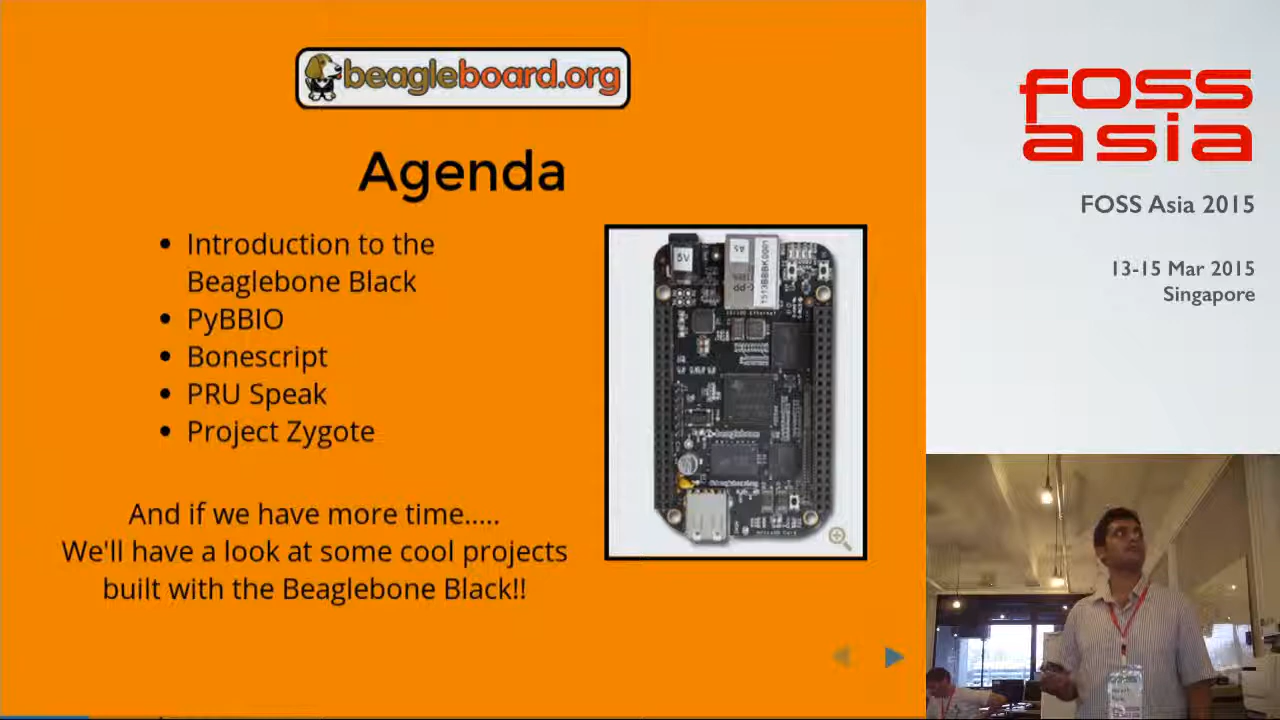 beagleboard.org
Agenda
Introduction to the
Beaglebone Black
PyBBIO
Bonescript
PRU Speak
Project Zygote
And if we have more time.....
We'll have a look at some cool projects
built with the Beaglebone Black!!
5V
FOSS
asia
FOSS Asia 2015
13-15 Mar 2015
Singapore